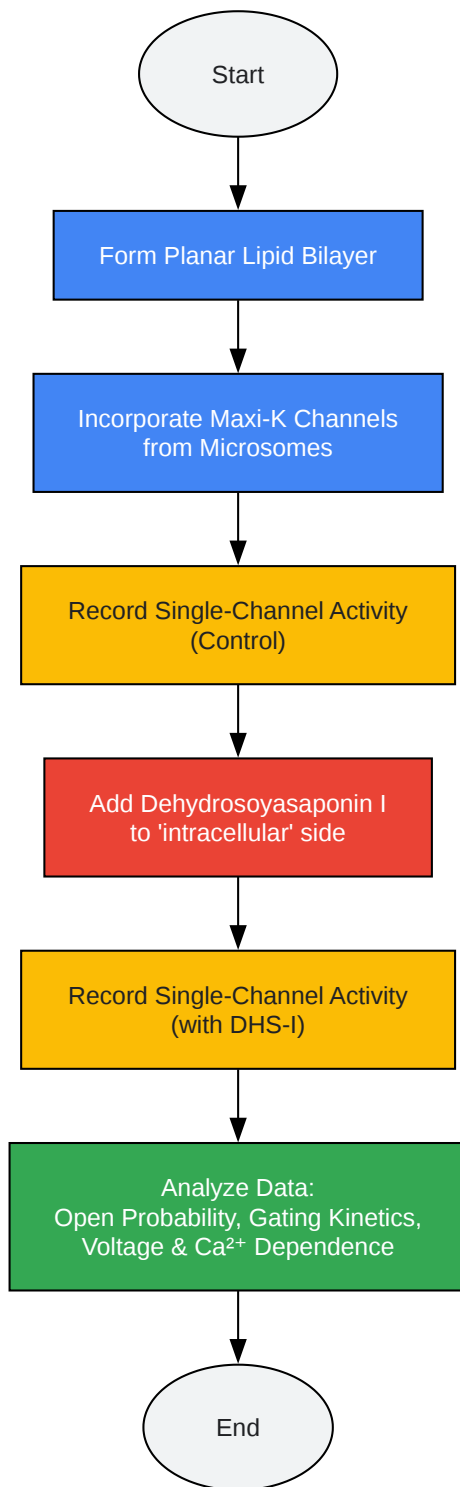 Start
Form Planar Lipid Bilayer
Incorporate Maxi-K Channels
from Microsomes
Record Single-Channel Activity
(Control)
Add Dehydrosoyasaponin I
to 'intracellular' side
Record Single-Channel Activity
(with DHS-I)
Analyze Data:
Open Probability, Gating Kinetics,
Voltage & Ca²⁺ Dependence
End